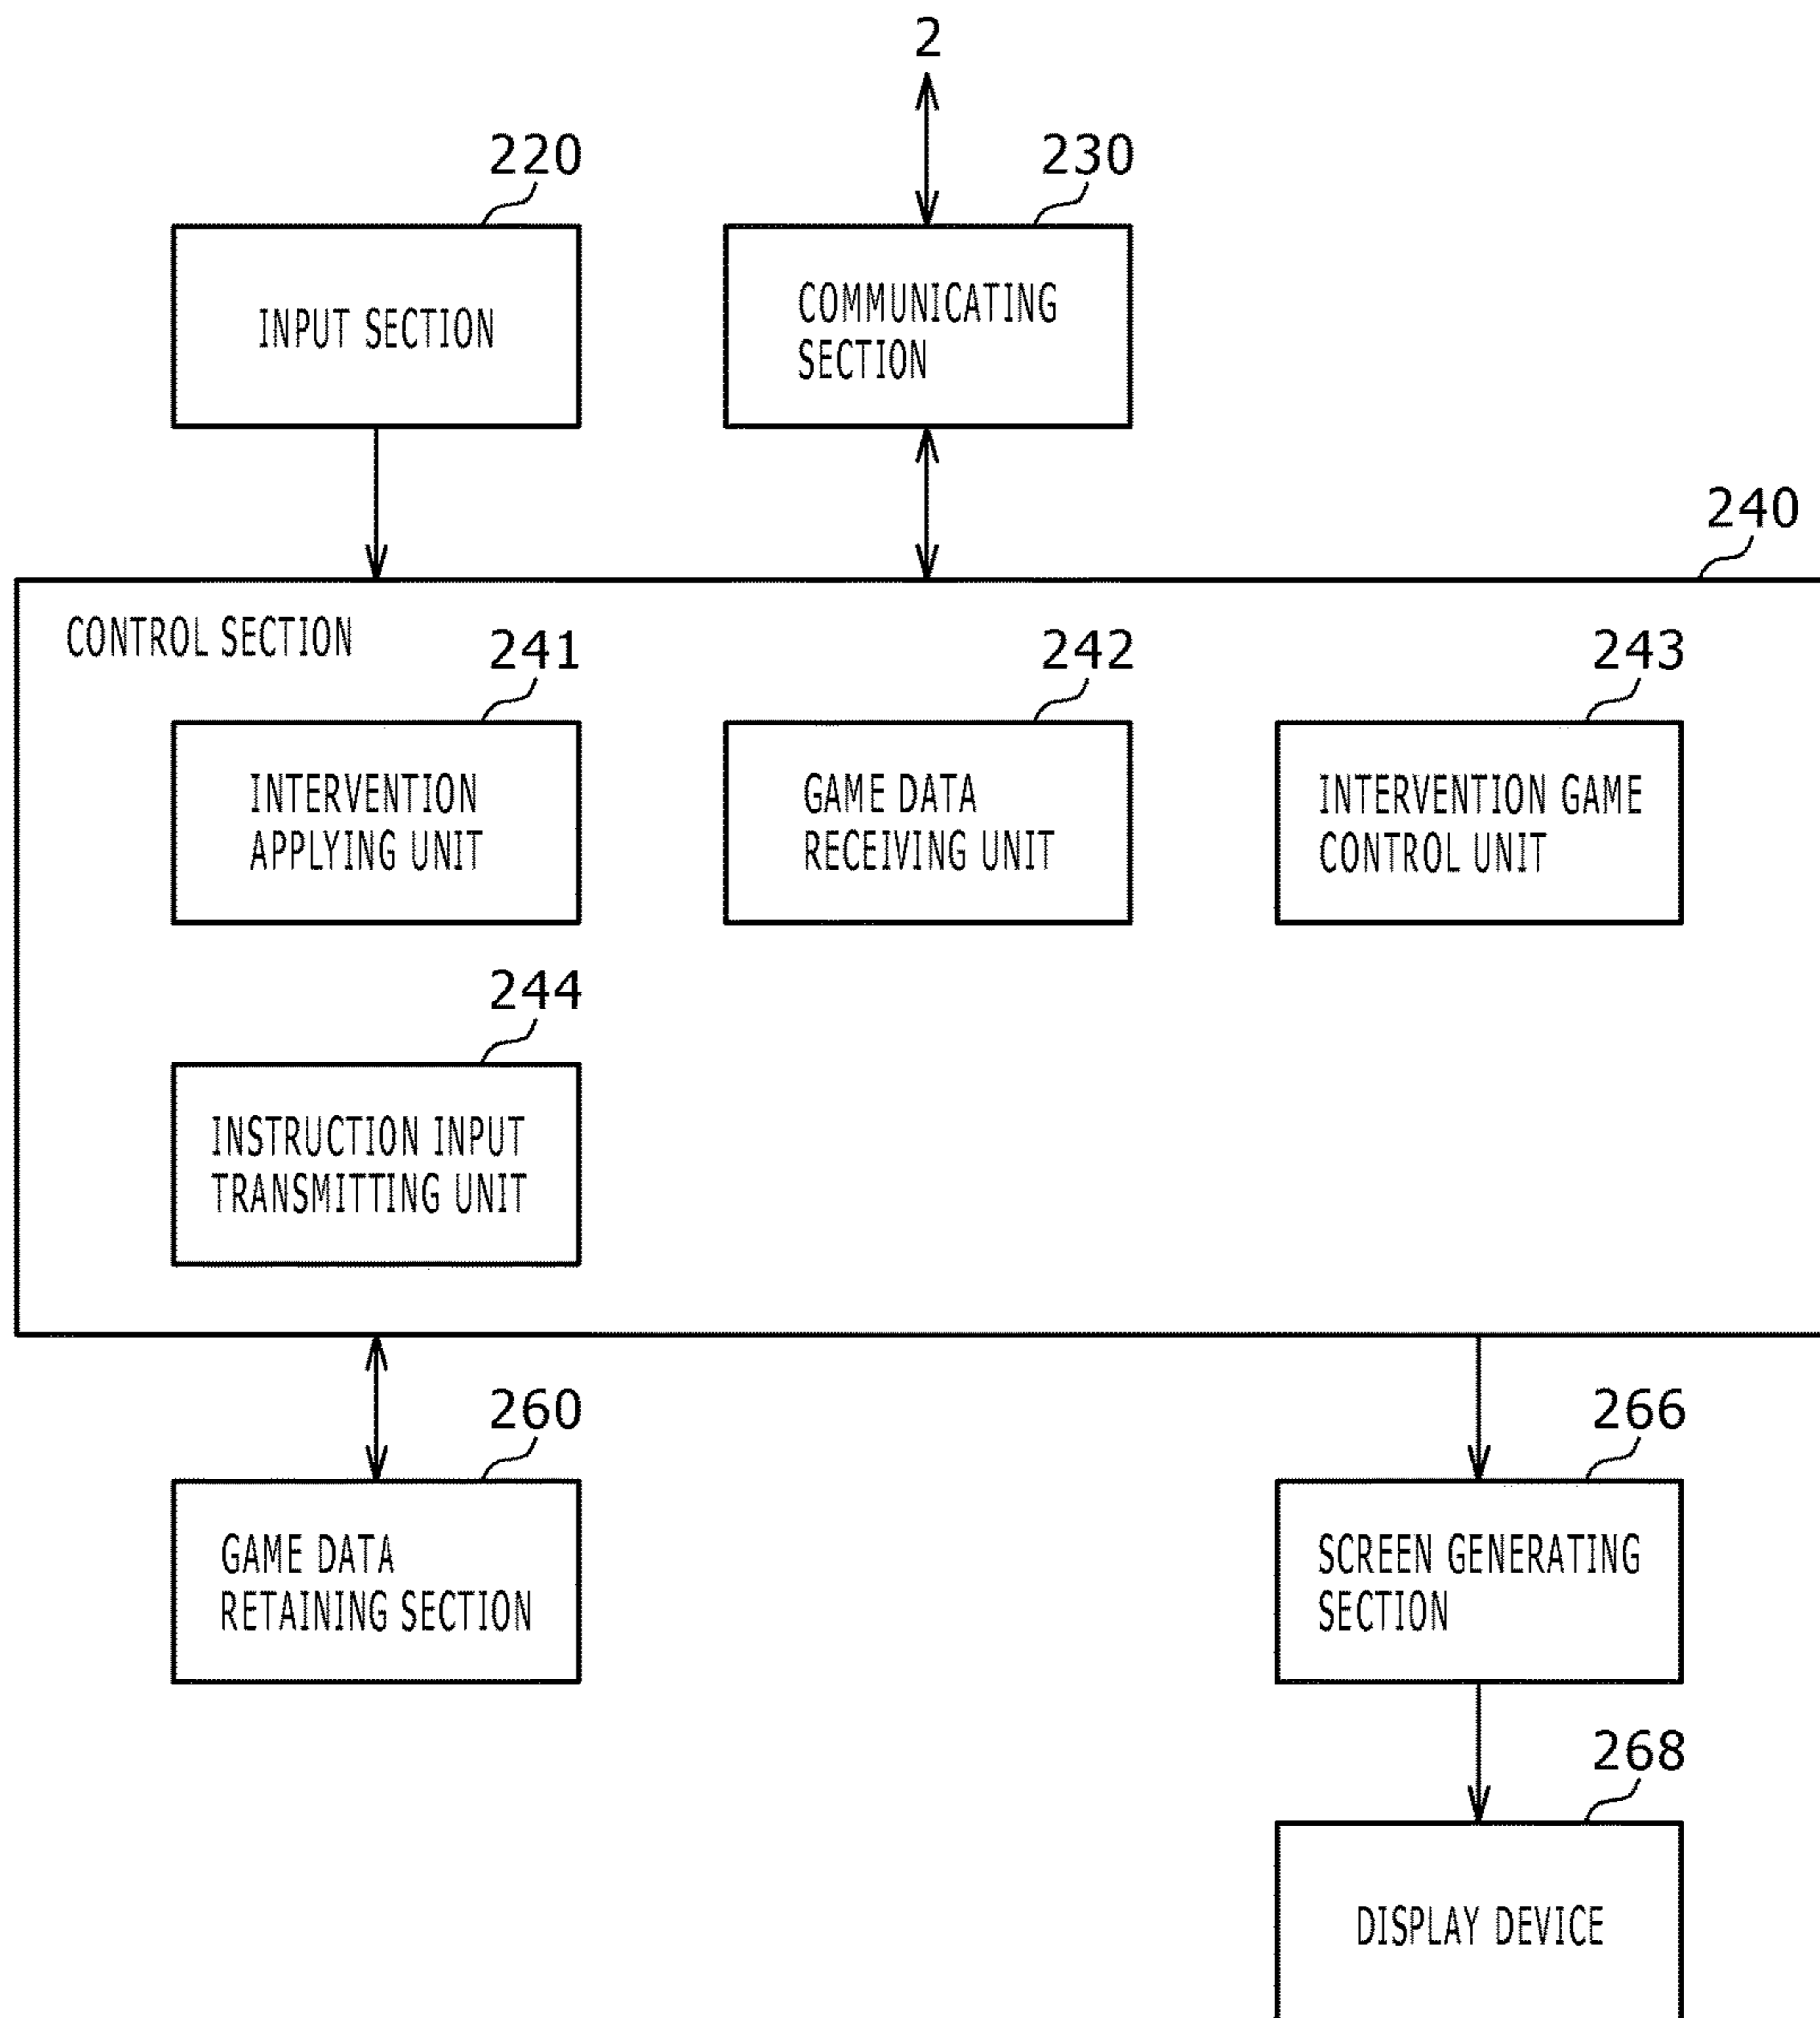 2
220
230
INPUT SECTION
COMMUNICATING
SECTION
240
CONTROL SECTION
241
242
243
INTERVENTION
APPLYING UNIT
GAME DATA
RECEIVING UNIT
INTERVENTION GAME
CONTROL UNIT
244
INSTRUCTION INPUT
TRANSMITTING UNIT
260
266
GAME DATA
RETAINING SECTION
SCREEN GENERATING
SECTION
268
DISPLAY DEVICE